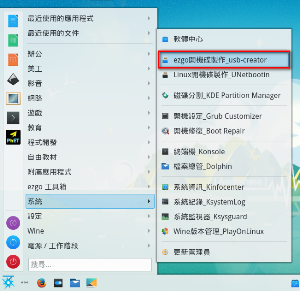 最近使用的應用程式
最近使用的文件
辦公
美工
影音
網路
遊戲
教育
程式開發
自由教材
附屬應用程式
ezgo 工具箱
系統
設定
Wine
電源 / 工作階段
搜尋...
軟體中心
ezgo開機碟製作_usb-creator
Linux開機碟製作_UNetbootin
磁碟分割_KDE Partition Manager
開機設定_Grub Customizer
開機修復_Boot Repair
終端機_Konsole
檔案總管_Dolphin
系統資訊_Kinfocenter
系統紀錄_KsystemLog
系統監視器_Ksysguard
Wine版本管理_PlayOnLinux
更新管理員